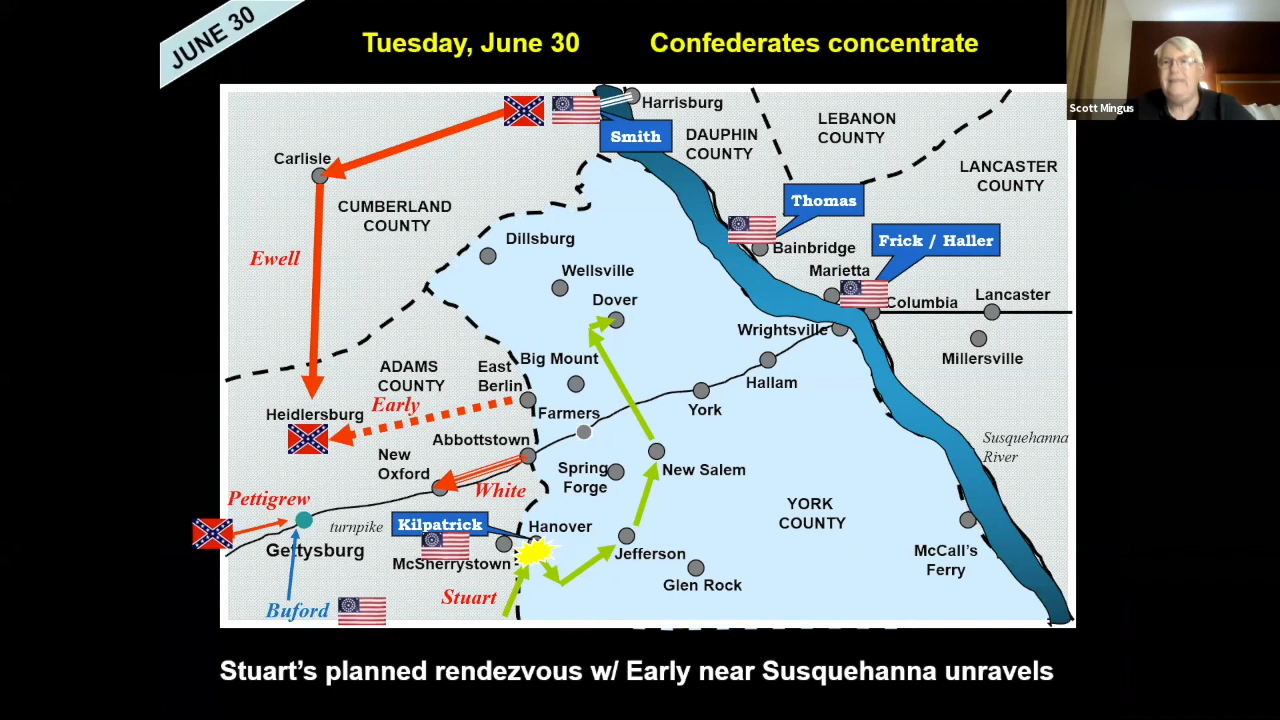 JUNE 30
Tuesday, June 30
Confederates concentrate
Scott Mingus
Harrisburg
Smith
DAUPHIN
COUNTY
LEBANON
COUNTY
LANCASTER
COUNTY
Carlisle
CUMBERLAND
COUNTY
Thomas
Ewell
Dillsburg
Bainbridge
Frick / Haller
Wellsville
Marietta
Dover
Columbia
Lancaster
Wrightsville
Millersville
Big Mount
ADAMS
COUNTY
East
Berlin
Hallam
Heidlersburg
Early
Farmers
York
Abbottstown
New
Oxford
Susquehanna
River
Spring
Forge
New Salem
Pettigrew
White
YORK
COUNTY
turnpike
Kilpatrick
Hanover
Gettysburg
McSherrystown
Jefferson
McCall's
Ferry
Glen Rock
Buford
Stuart
Stuart's planned rendezvous w/ Early near Susquehanna unravels